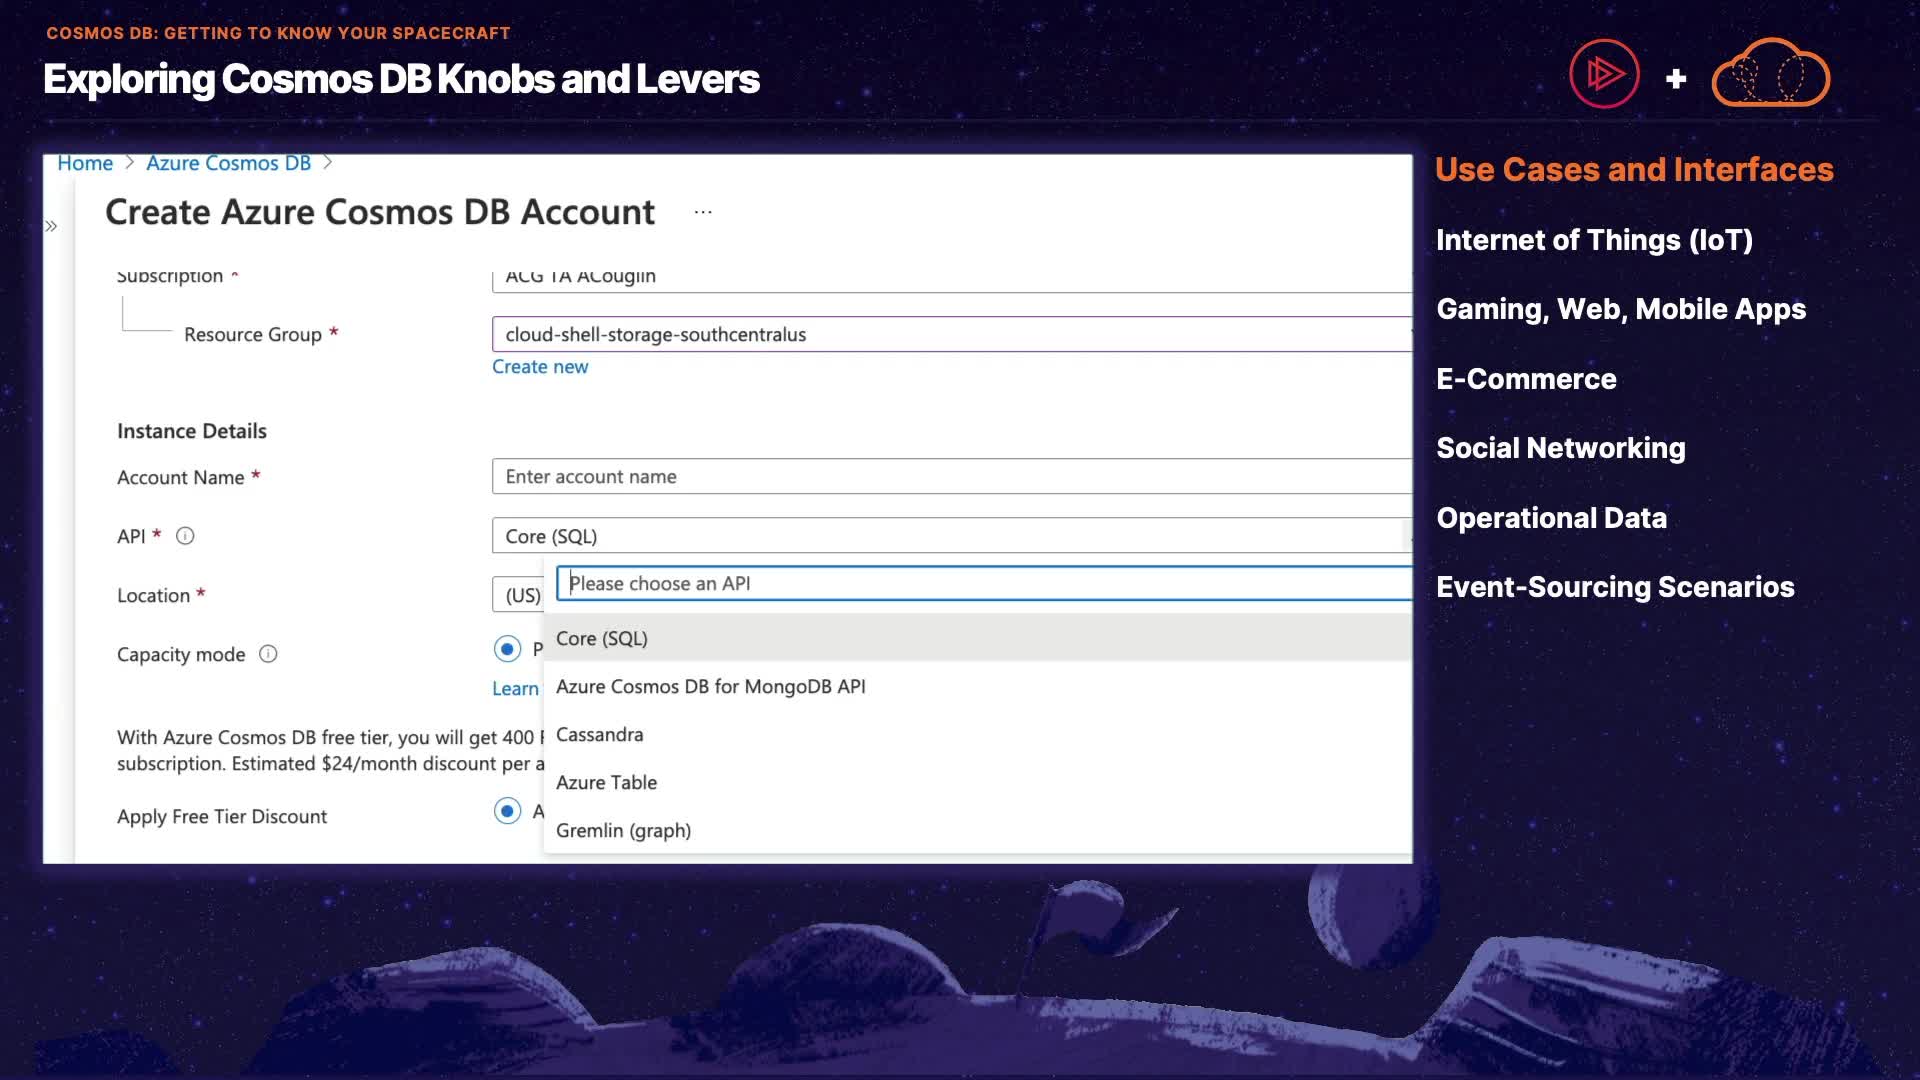 COSMOS DB: GETTING TO KNOW YOUR SPACECRAFT
Exploring Cosmos DB Knobs and Levers
+
Home > Azure Cosmos DB >
Create Azure Cosmos DB Account ...
Subscription *
ACG TA ACouglin
Resource Group *
cloud-shell-storage-southcentralus
Create new
Instance Details
Account Name *
Enter account name
API *
Core (SQL)
Please choose an API
Location *
(US)
Core (SQL)
Capacity mode
P
Learn
Azure Cosmos DB for MongoDB API
Cassandra
With Azure Cosmos DB free tier, you will get 400
subscription. Estimated $24/month discount per a
Azure Table
Apply Free Tier Discount
A
Gremlin (graph)
Use Cases and Interfaces
Internet of Things (IoT)
Gaming, Web, Mobile Apps
E-Commerce
Social Networking
Operational Data
Event-Sourcing Scenarios